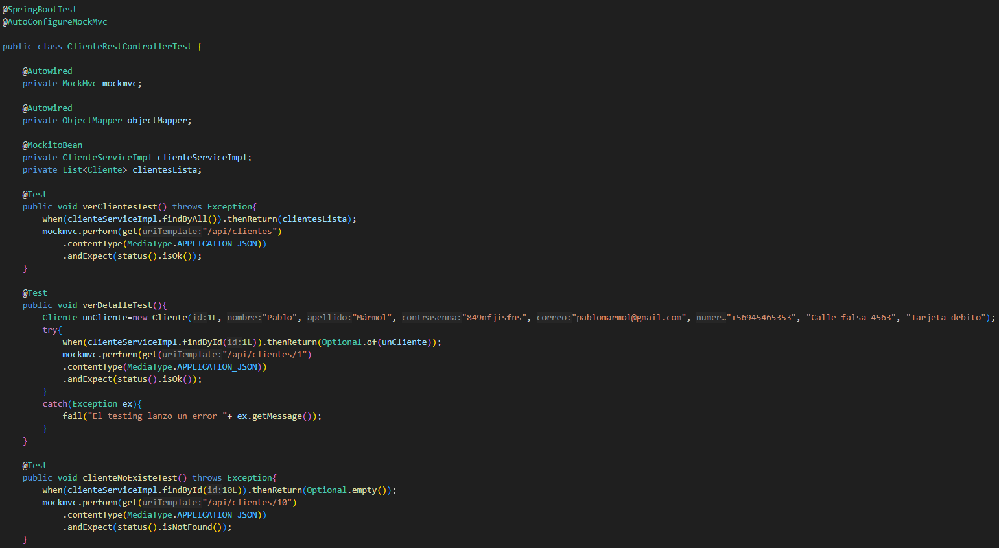 @SpringBootTest
@AutoConfigureMockMvc
public class ClienteRestControllerTest {
@Autowired
private MockMvc mockmvc;
@Autowired
private ObjectMapper objectMapper;
@MockitoBean
private ClienteServiceImpl clienteServiceImpl;
private List<Cliente> clientesLista;
@Test
public void verClientesTest() throws Exception{
when(clienteServiceImpl.findByAll()).thenReturn(clientesLista);
mockmvc.perform(get(uriTemplate:"/api/clientes")
.contentType(MediaType.APPLICATION_JSON))
.andExpect(status().isOk());
}
@Test
public void verDetalleTest(){
Cliente unCliente=new Cliente(id:1L, nombre:"Pablo", apellido:"Mármol", contrasenna:"849nfjisfns", correo:"pablomarmol@gmail.com", numer…"+56945465353", "Calle falsa 4563", "Tarjeta debito");
try{
when(clienteServiceImpl.findById(id:1L)).thenReturn(Optional.of(unCliente));
mockmvc.perform(get(uriTemplate:"/api/clientes/1")
.contentType(MediaType.APPLICATION_JSON))
.andExpect(status().isOk());
}
catch(Exception ex){
fail("El testing lanzo un error "+ ex.getMessage());
}
}
@Test
public void clienteNoExisteTest() throws Exception{
when(clienteServiceImpl.findById(id:10L)).thenReturn(Optional.empty());
mockmvc.perform(get(uriTemplate:"/api/clientes/10")
.contentType(MediaType.APPLICATION_JSON))
.andExpect(status().isNotFound());
}